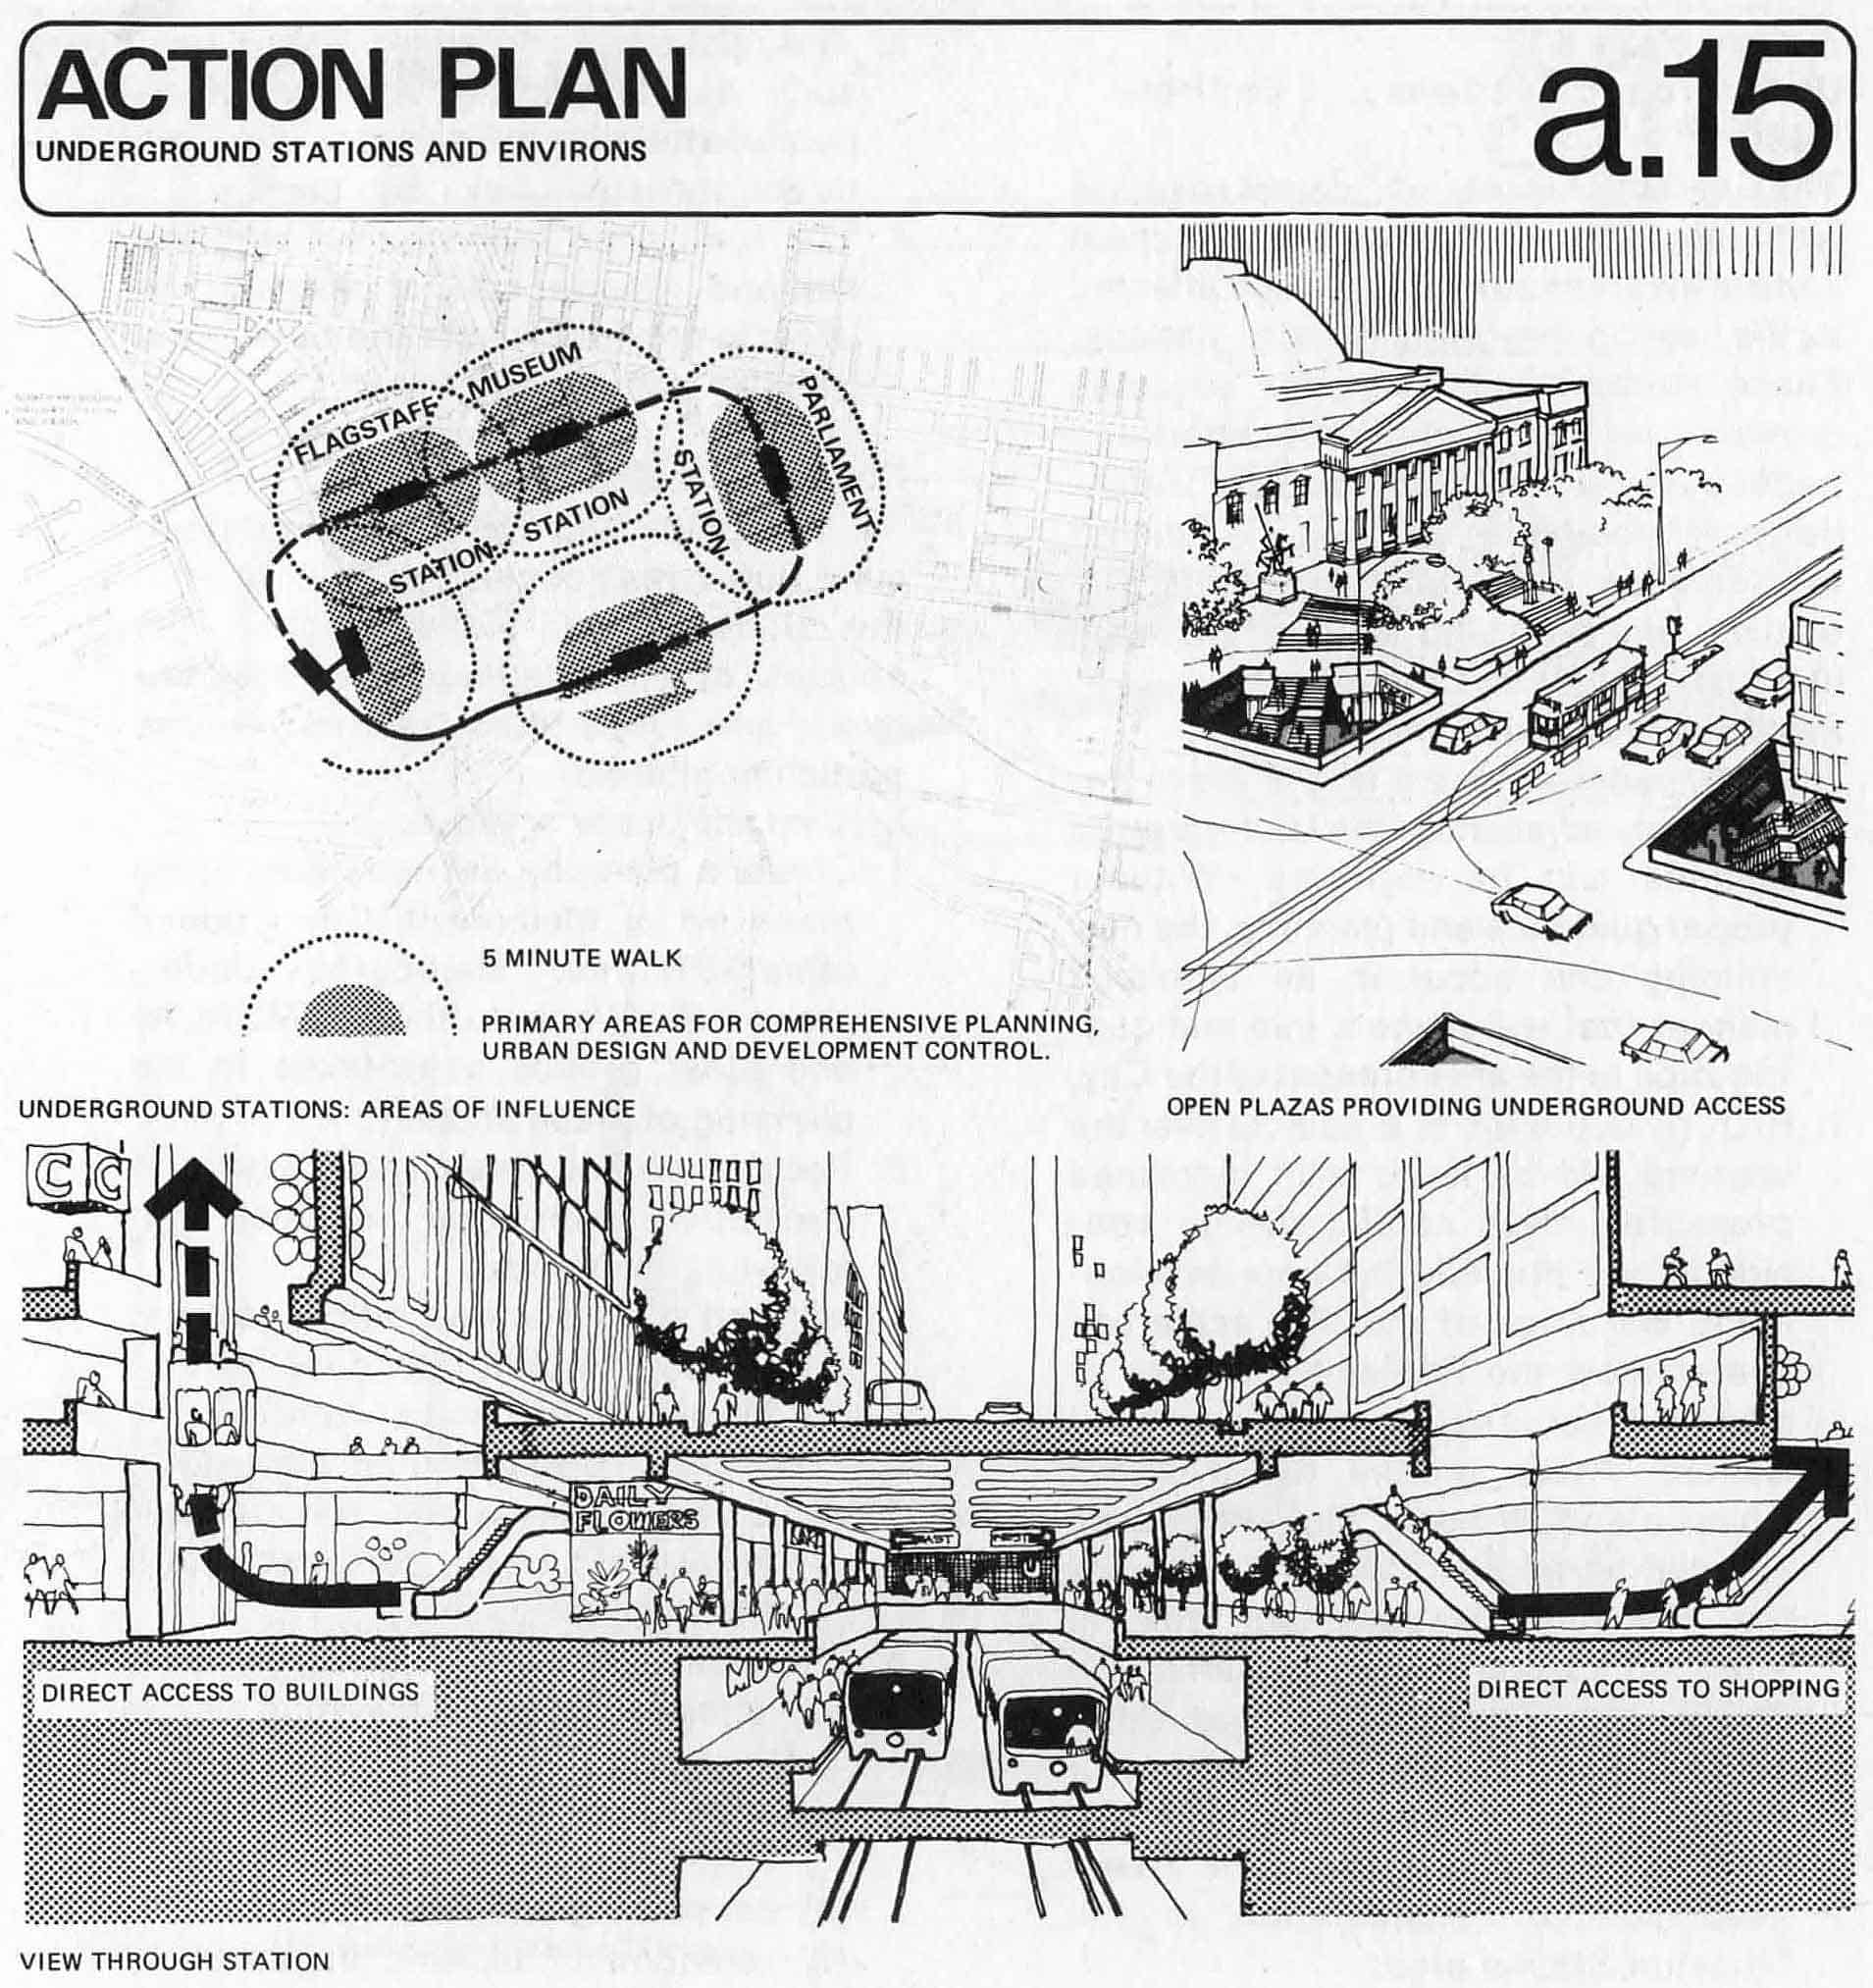 ACTION PLAN
UNDERGROUND STATIONS AND ENVIRONS
a.15
FLAGSTAFF
STATION
MUSEUM
STATION
PARLIAMENT
STATION
5 MINUTE WALK
PRIMARY AREAS FOR COMPREHENSIVE PLANNING,
URBAN DESIGN AND DEVELOPMENT CONTROL.
UNDERGROUND STATIONS: AREAS OF INFLUENCE
OPEN PLAZAS PROVIDING UNDERGROUND ACCESS
C C
DAILY
FLOWERS
EAST
DIRECT ACCESS TO BUILDINGS
DIRECT ACCESS TO SHOPPING
VIEW THROUGH STATION